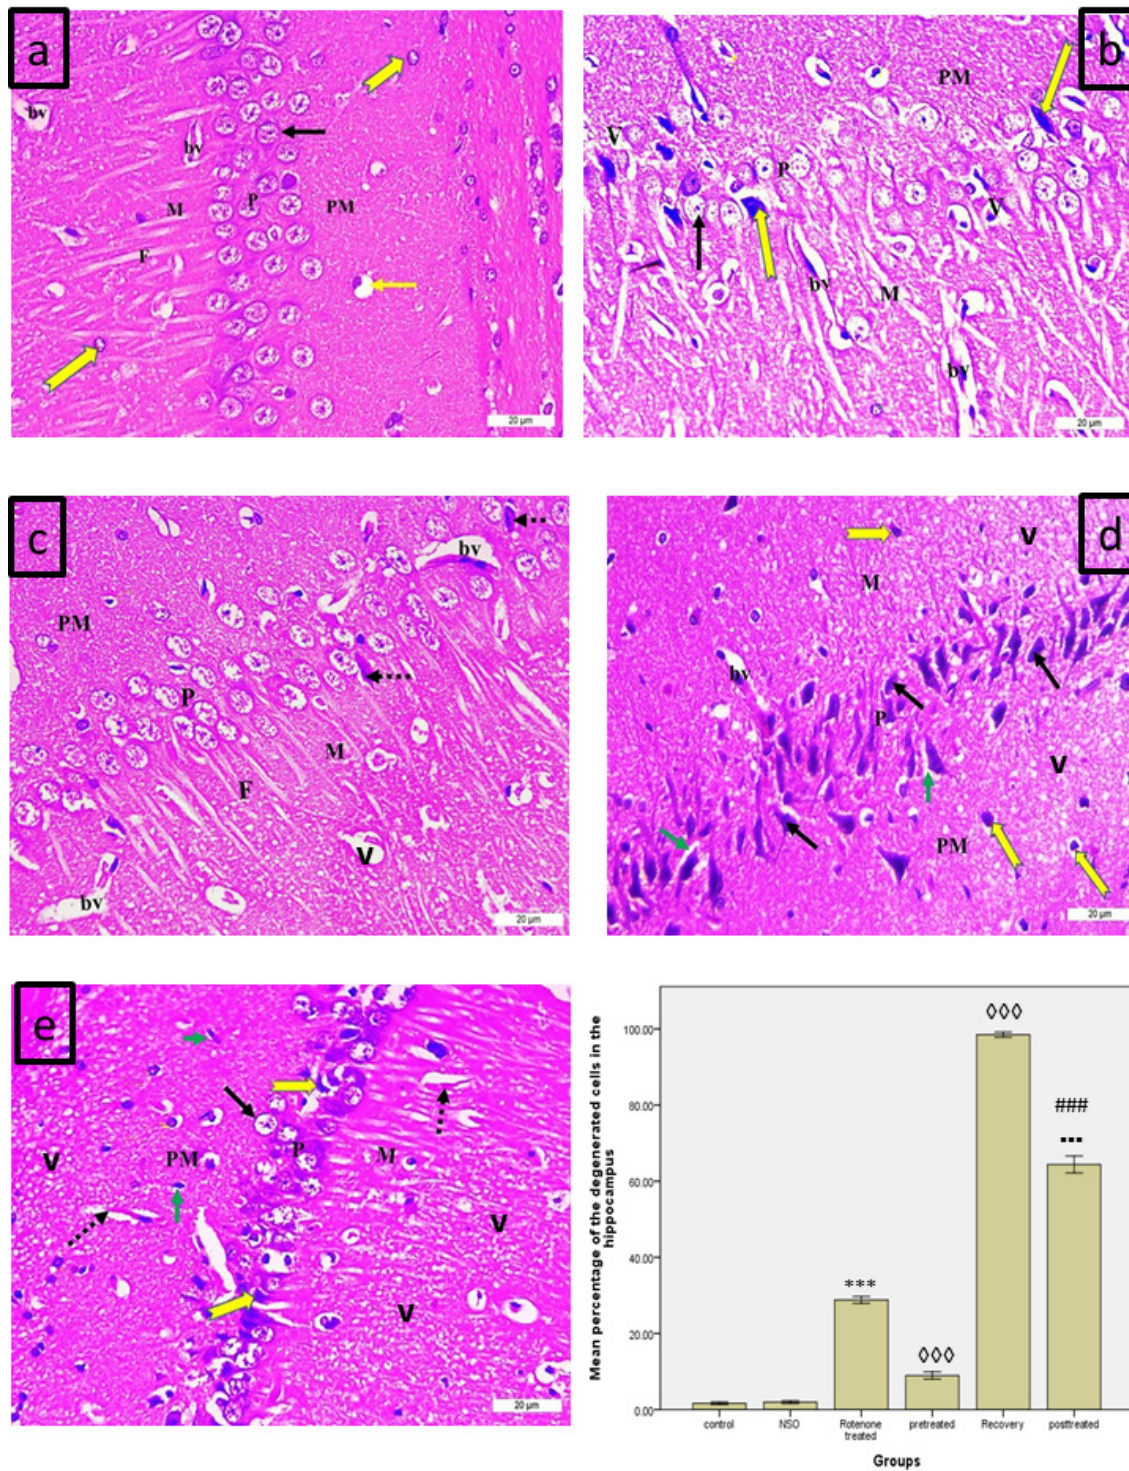 a
bv
bv
P
M
PM
F
20 µm
b
PM
V
P
V
bv
M
bv
20 µm
c
bv
PM
P
M
F
V
bv
20 µm
d
V
M
bv
P
V
PM
20 µm
e
P
M
PM
V
V
V
20 µm
Mean percentage of the degenerated cells in the
hippocampus
100.00
80.00
60.00
40.00
20.00
0.00
◊◊◊
###
▪▪▪
***
◊◊◊
control
NSO
Rotenone
treated
pretreated
Recovery
posttreated
Groups